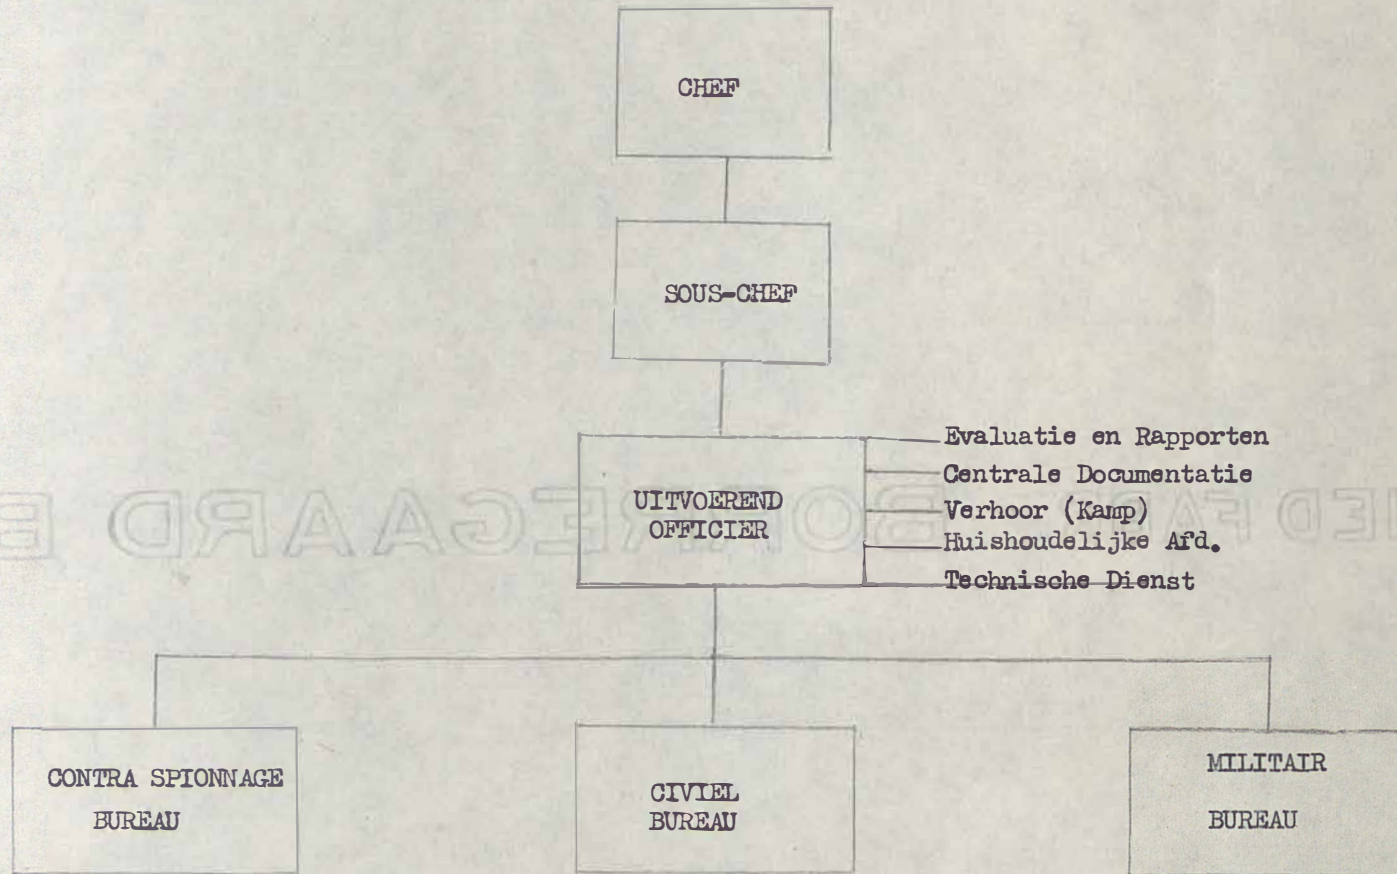 CHEF
SOUS-CHEF
UITVOEREND
OFFICIER
Evaluatie en Rapporten
Centrale Documentatie
Verhoor (Kamp)
Huishoudelijke Afd.
Technische Dienst
CONTRA SPIONNAGE
BUREAU
CIVIEL
BUREAU
MILITAIR
BUREAU